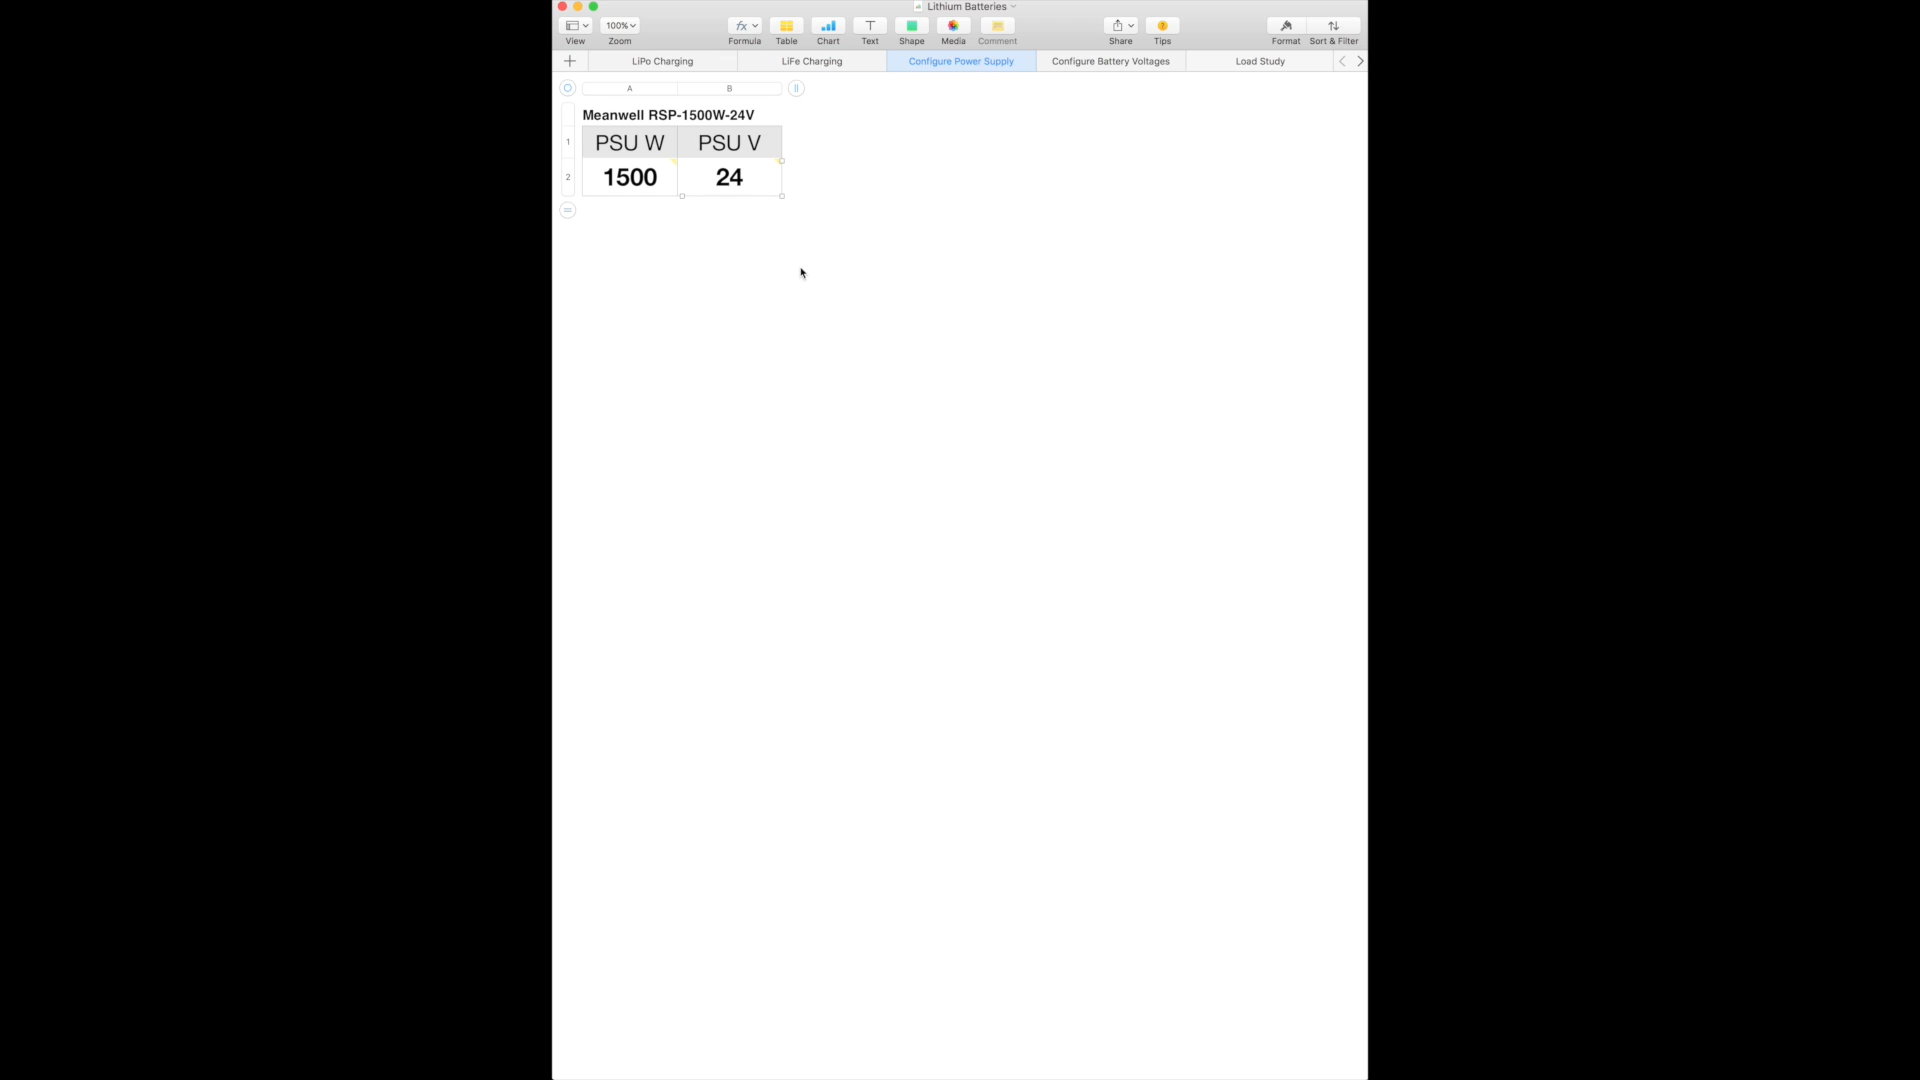 Lithium Batteries
100%
View Zoom Formula Table Chart Text Shape Media Comment Share Tips Format Sort & Filter
LiPo Charging LiFe Charging Configure Power Supply Configure Battery Voltages Load Study
A B
Meanwell RSP-1500W-24V
1 PSU W PSU V
2 1500 24